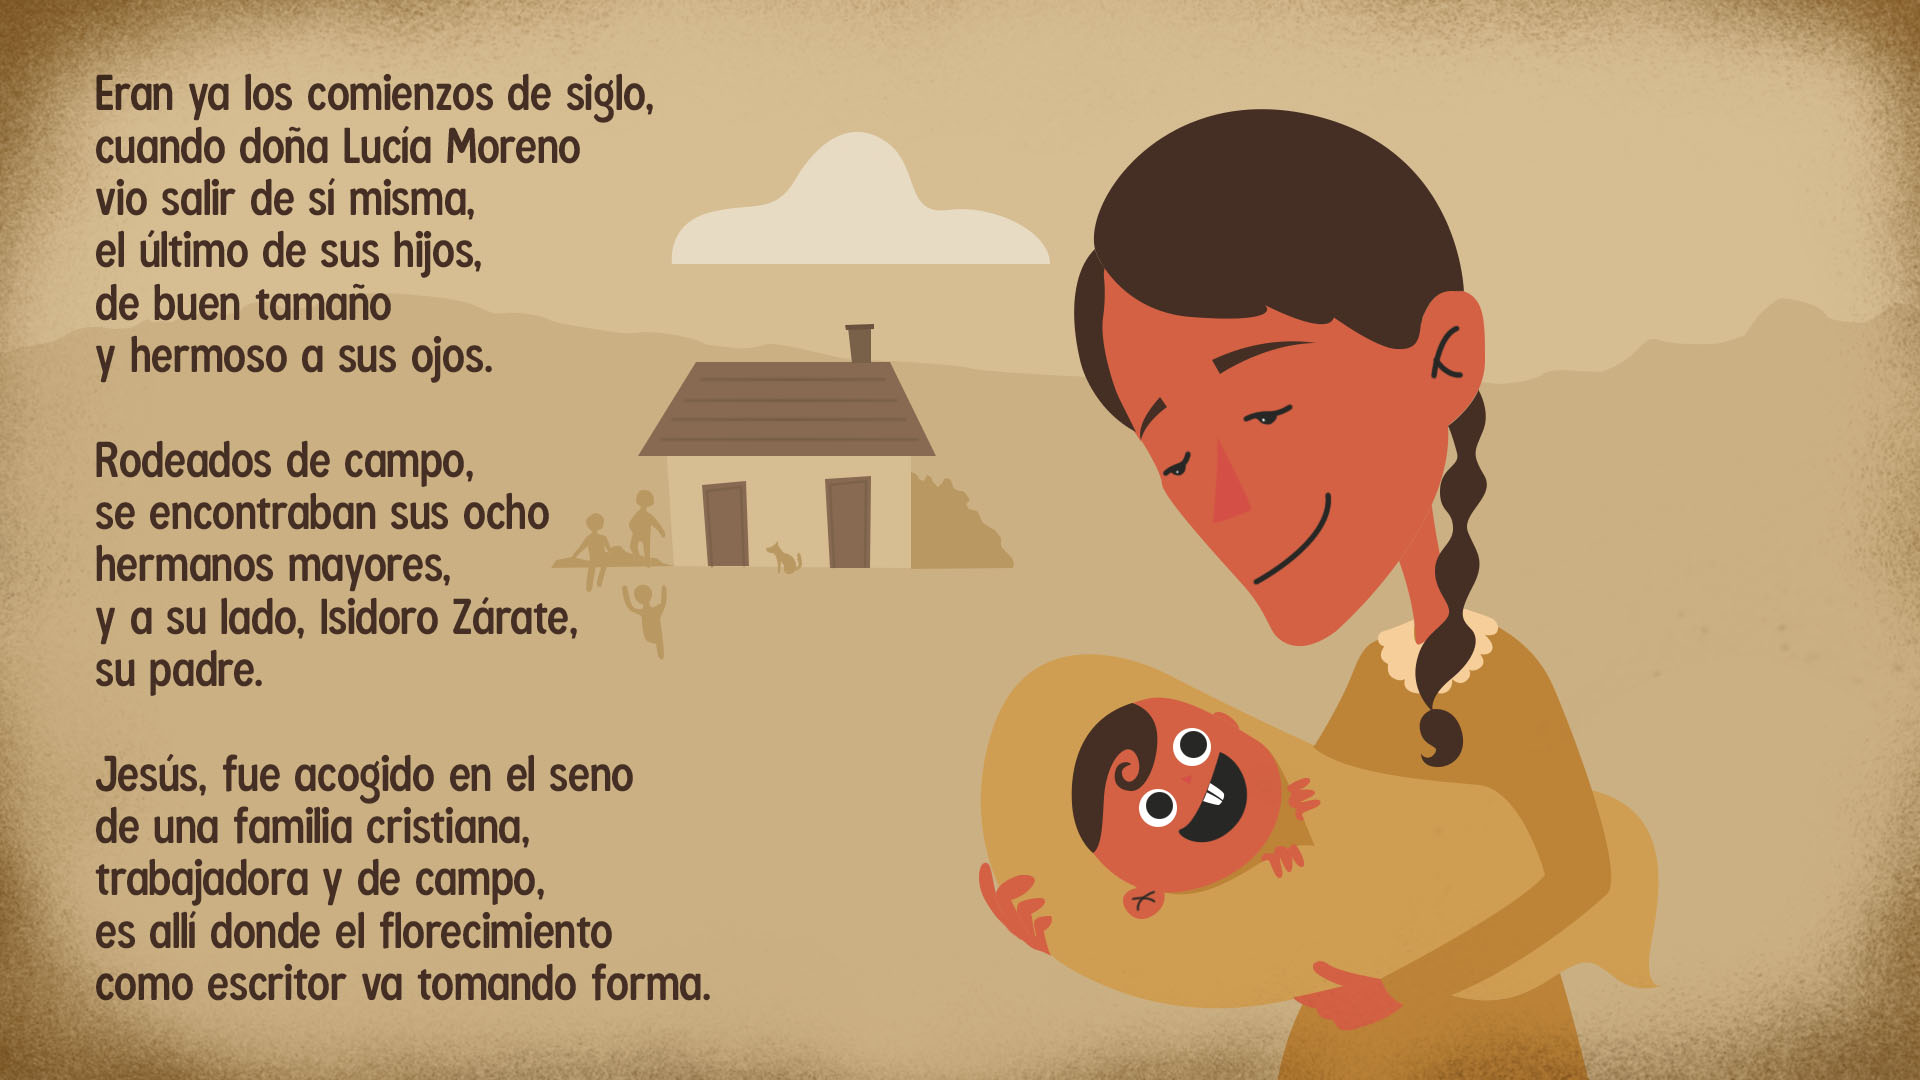 Eran ya los comienzos de siglo,
cuando doña Lucía Moreno
vio salir de sí misma,
el último de sus hijos,
de buen tamaño
y hermoso a sus ojos.
Rodeados de campo,
se encontraban sus ocho
hermanos mayores,
y a su lado, Isidoro Zárate,
su padre.
Jesús, fue acogido en el seno
de una familia cristiana,
trabajadora y de campo,
es allí donde el florecimiento
como escritor va tomando forma.